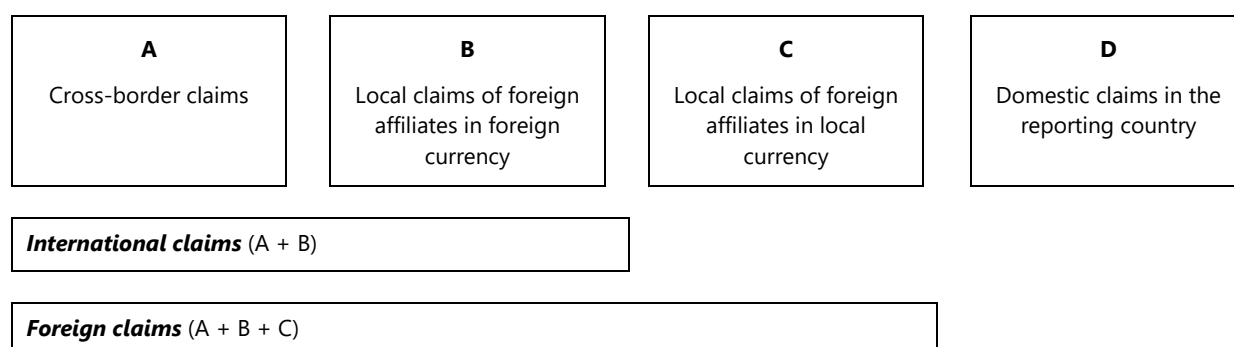 A
Cross-border claims
B
Local claims of foreign
affiliates in foreign
currency
C
Local claims of foreign
affiliates in local
currency
D
Domestic claims in the
reporting country
International claims (A + B)
Foreign claims (A + B + C)